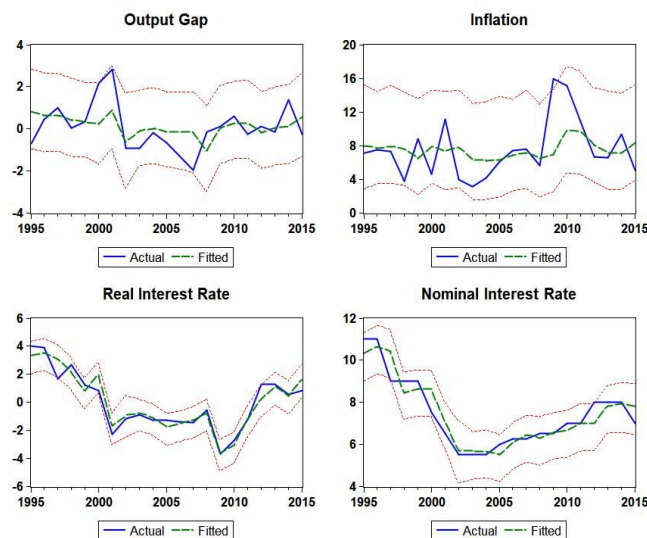 Output Gap
4
2
0
-2
-4
1995 2000 2005 2010 2015
Actual Fitted
Inflation
20
16
12
8
4
0
1995 2000 2005 2010 2015
Actual Fitted
Real Interest Rate
6
4
2
0
-2
-4
-6
1995 2000 2005 2010 2015
Actual Fitted
Nominal Interest Rate
12
10
8
6
4
1995 2000 2005 2010 2015
Actual Fitted